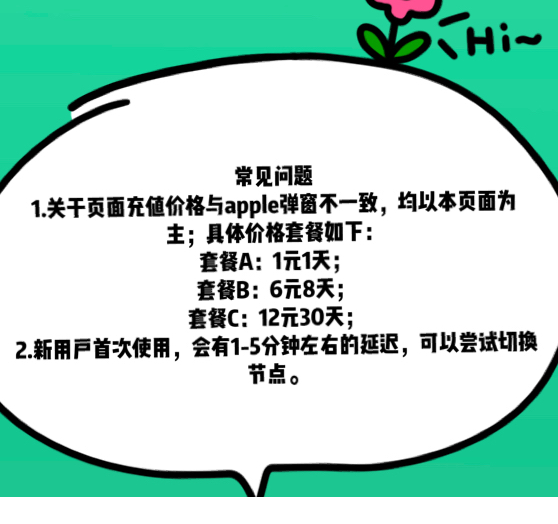 Hi~
常见问题
1.关于页面充值价格与apple弹窗不一致，均以本页面为
主；具体价格套餐如下：
套餐A：1元1天；
套餐B：6元8天；
套餐C：12元30天；
2.新用户首次使用，会有1-5分钟左右的延迟，可以尝试切换
节点。